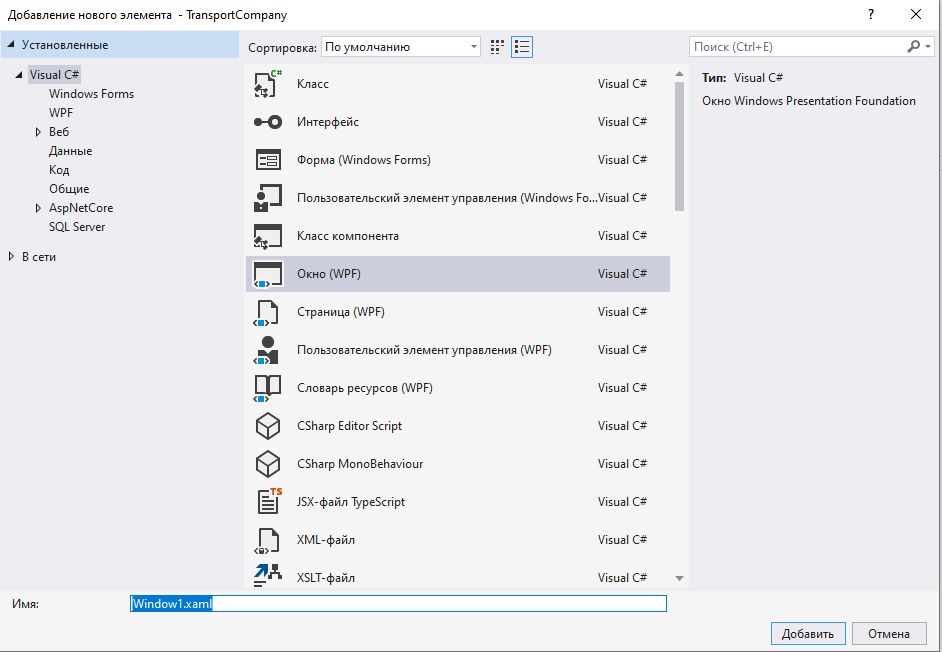 Добавление нового элемента - TransportCompany
?
Установленные
Visual C#
Windows Forms
WPF
Веб
Данные
Код
Общие
AspNetCore
SQL Server
В сети
Сортировка: По умолчанию
Класс Visual C#
Интерфейс Visual C#
Форма (Windows Forms) Visual C#
Пользовательский элемент управления (Windows Fo... Visual C#
Класс компонента Visual C#
Окно (WPF) Visual C#
Страница (WPF) Visual C#
Пользовательский элемент управления (WPF) Visual C#
Словарь ресурсов (WPF) Visual C#
CSharp Editor Script Visual C#
CSharp MonoBehaviour Visual C#
JSX-файл TypeScript Visual C#
XML-файл Visual C#
XSLT-файл Visual C#
Поиск (Ctrl+E)
Тип: Visual C#
Окно Windows Presentation Foundation
Имя: Window1.xaml
Добавить Отмена